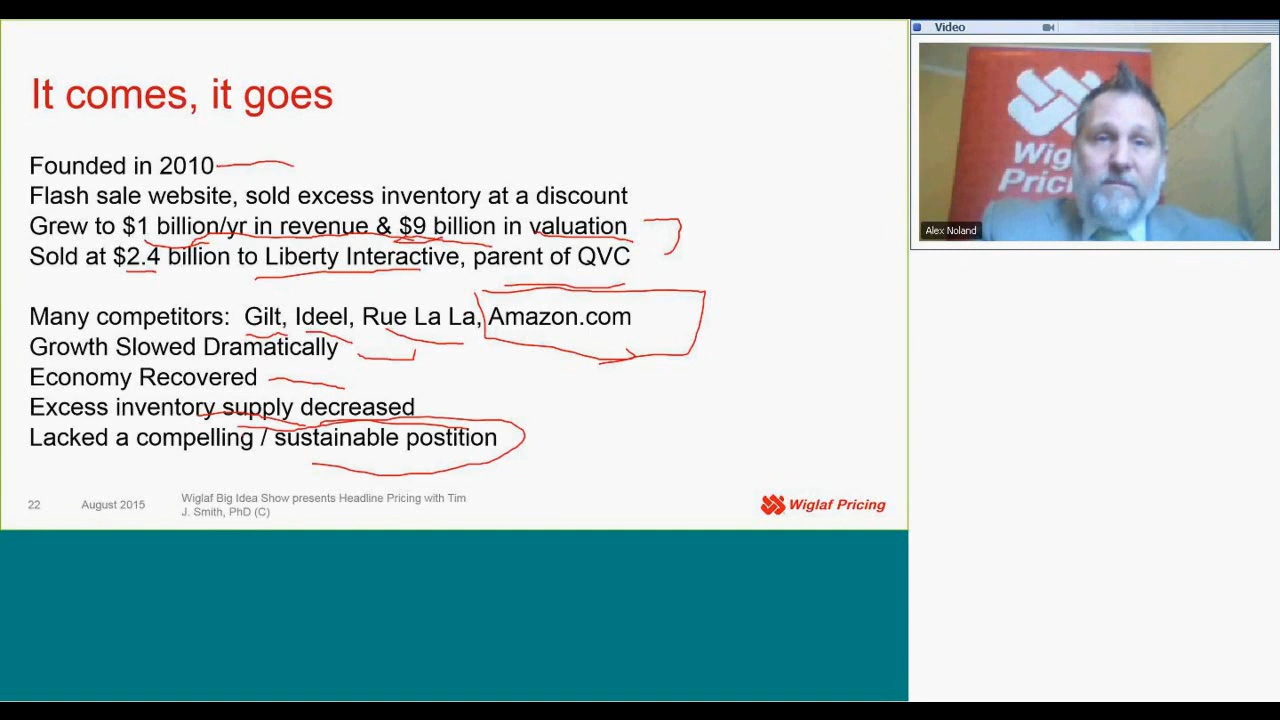 It comes, it goes
Founded in 2010
Flash sale website, sold excess inventory at a discount
Grew to $1 billion/yr in revenue & $9 billion in valuation
Sold at $2.4 billion to Liberty Interactive, parent of QVC
Many competitors: Gilt, Ideel, Rue La La, Amazon.com
Growth Slowed Dramatically
Economy Recovered
Excess inventory supply decreased
Lacked a compelling / sustainable postition
22
August 2015
Wiglaf Big Idea Show presents Headline Pricing with Tim
J. Smith, PhD (C)
Wiglaf Pricing
Video
Wig
Prici
Alex Noland